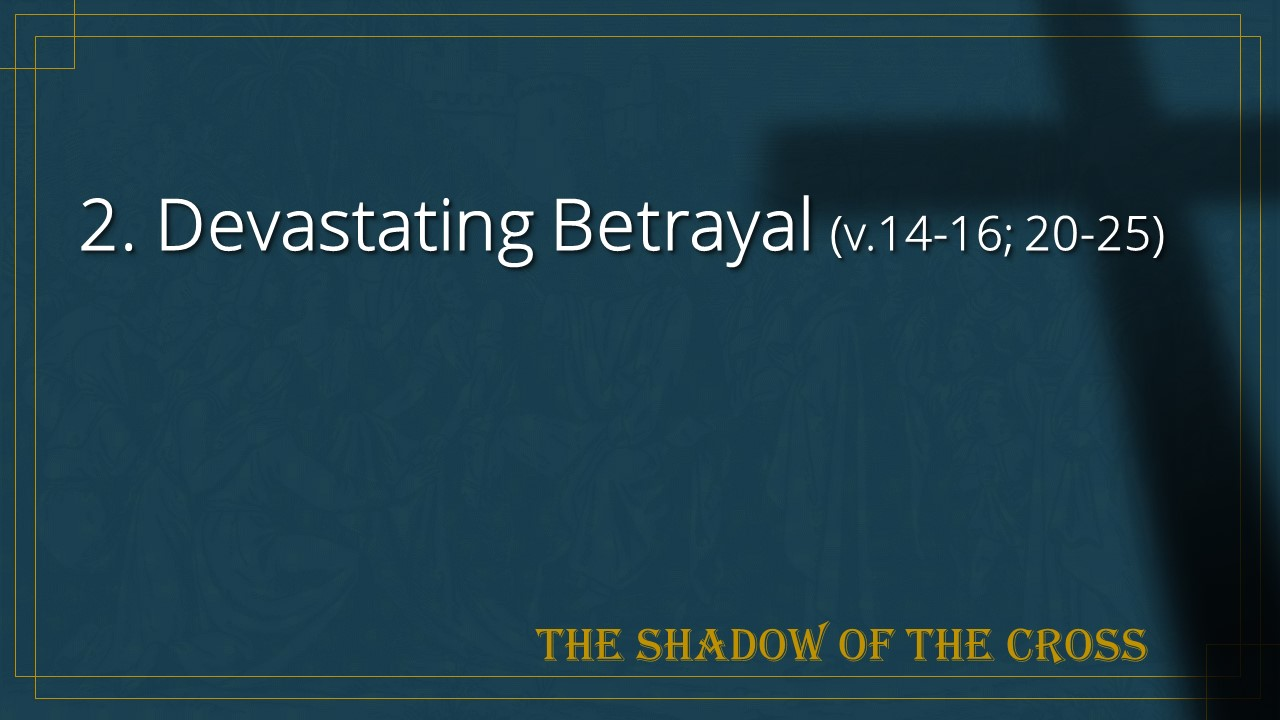 2. Devastating Betrayal (v.14-16; 20-25)
THE SHADOW OF THE CROSS